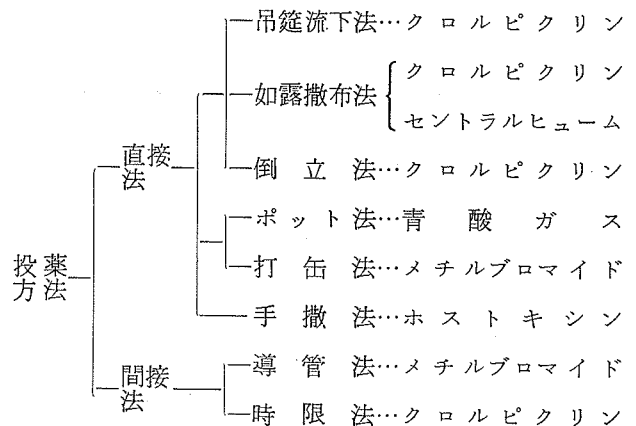 吊筵流下法…クロルピクリン
如露撒布法{クロルピクリン
セントラルヒューム
直接法
倒立法…クロルピクリン
ポット法…青酸ガス
投薬方法
打缶法…メチルブロマイド
手撒法…ホストキシン
間接法
導管法…メチルブロマイド
時限法…クロルピクリン